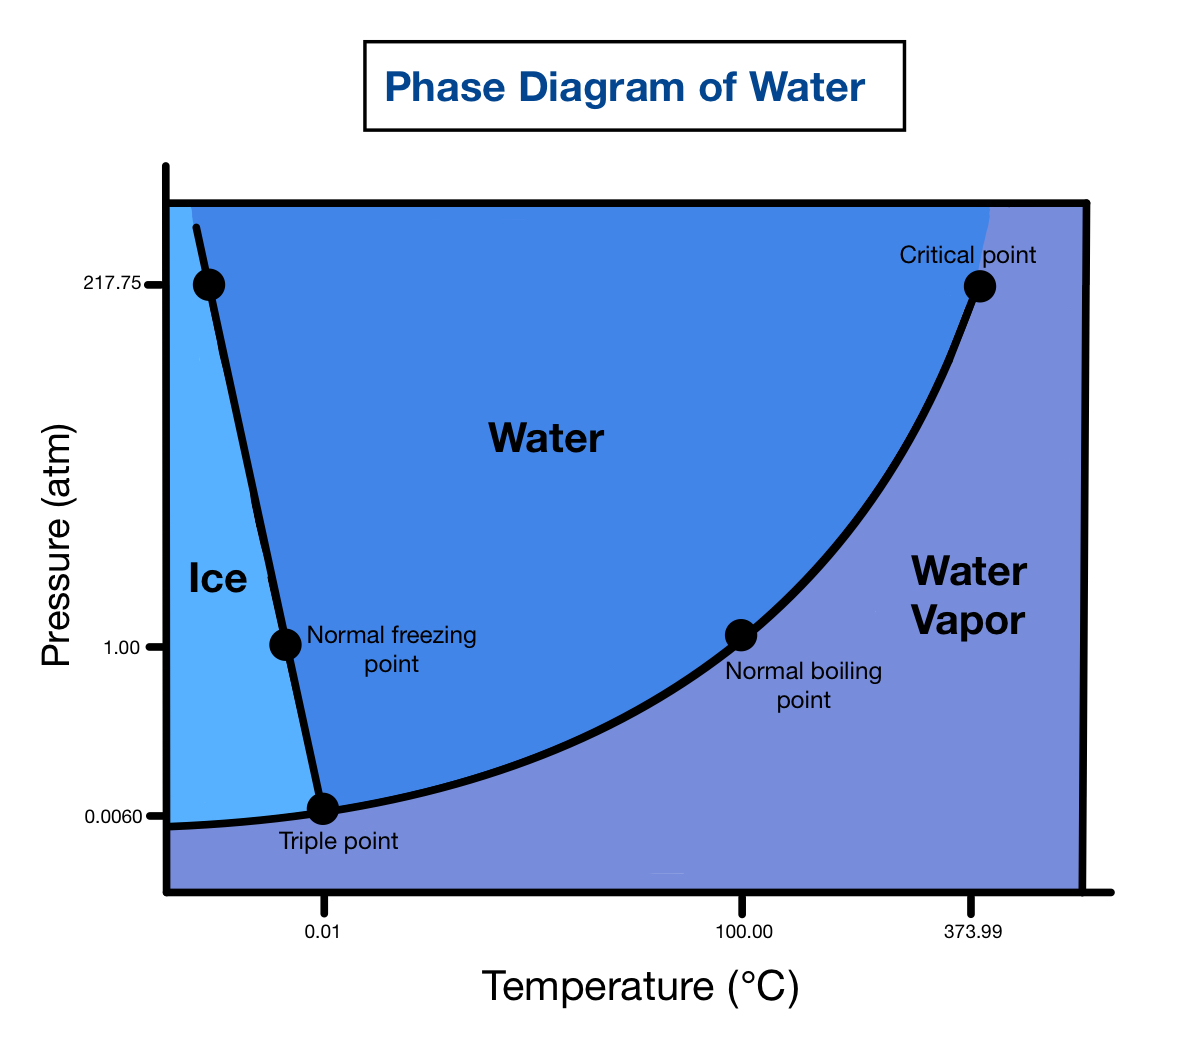 Phase Diagram of Water
217.75
Critical point
Water
Pressure (atm)
Ice
Water
Vapor
1.00
Normal freezing
point
Normal boiling
point
0.0060
Triple point
0.01
100.00
373.99
Temperature (°C)